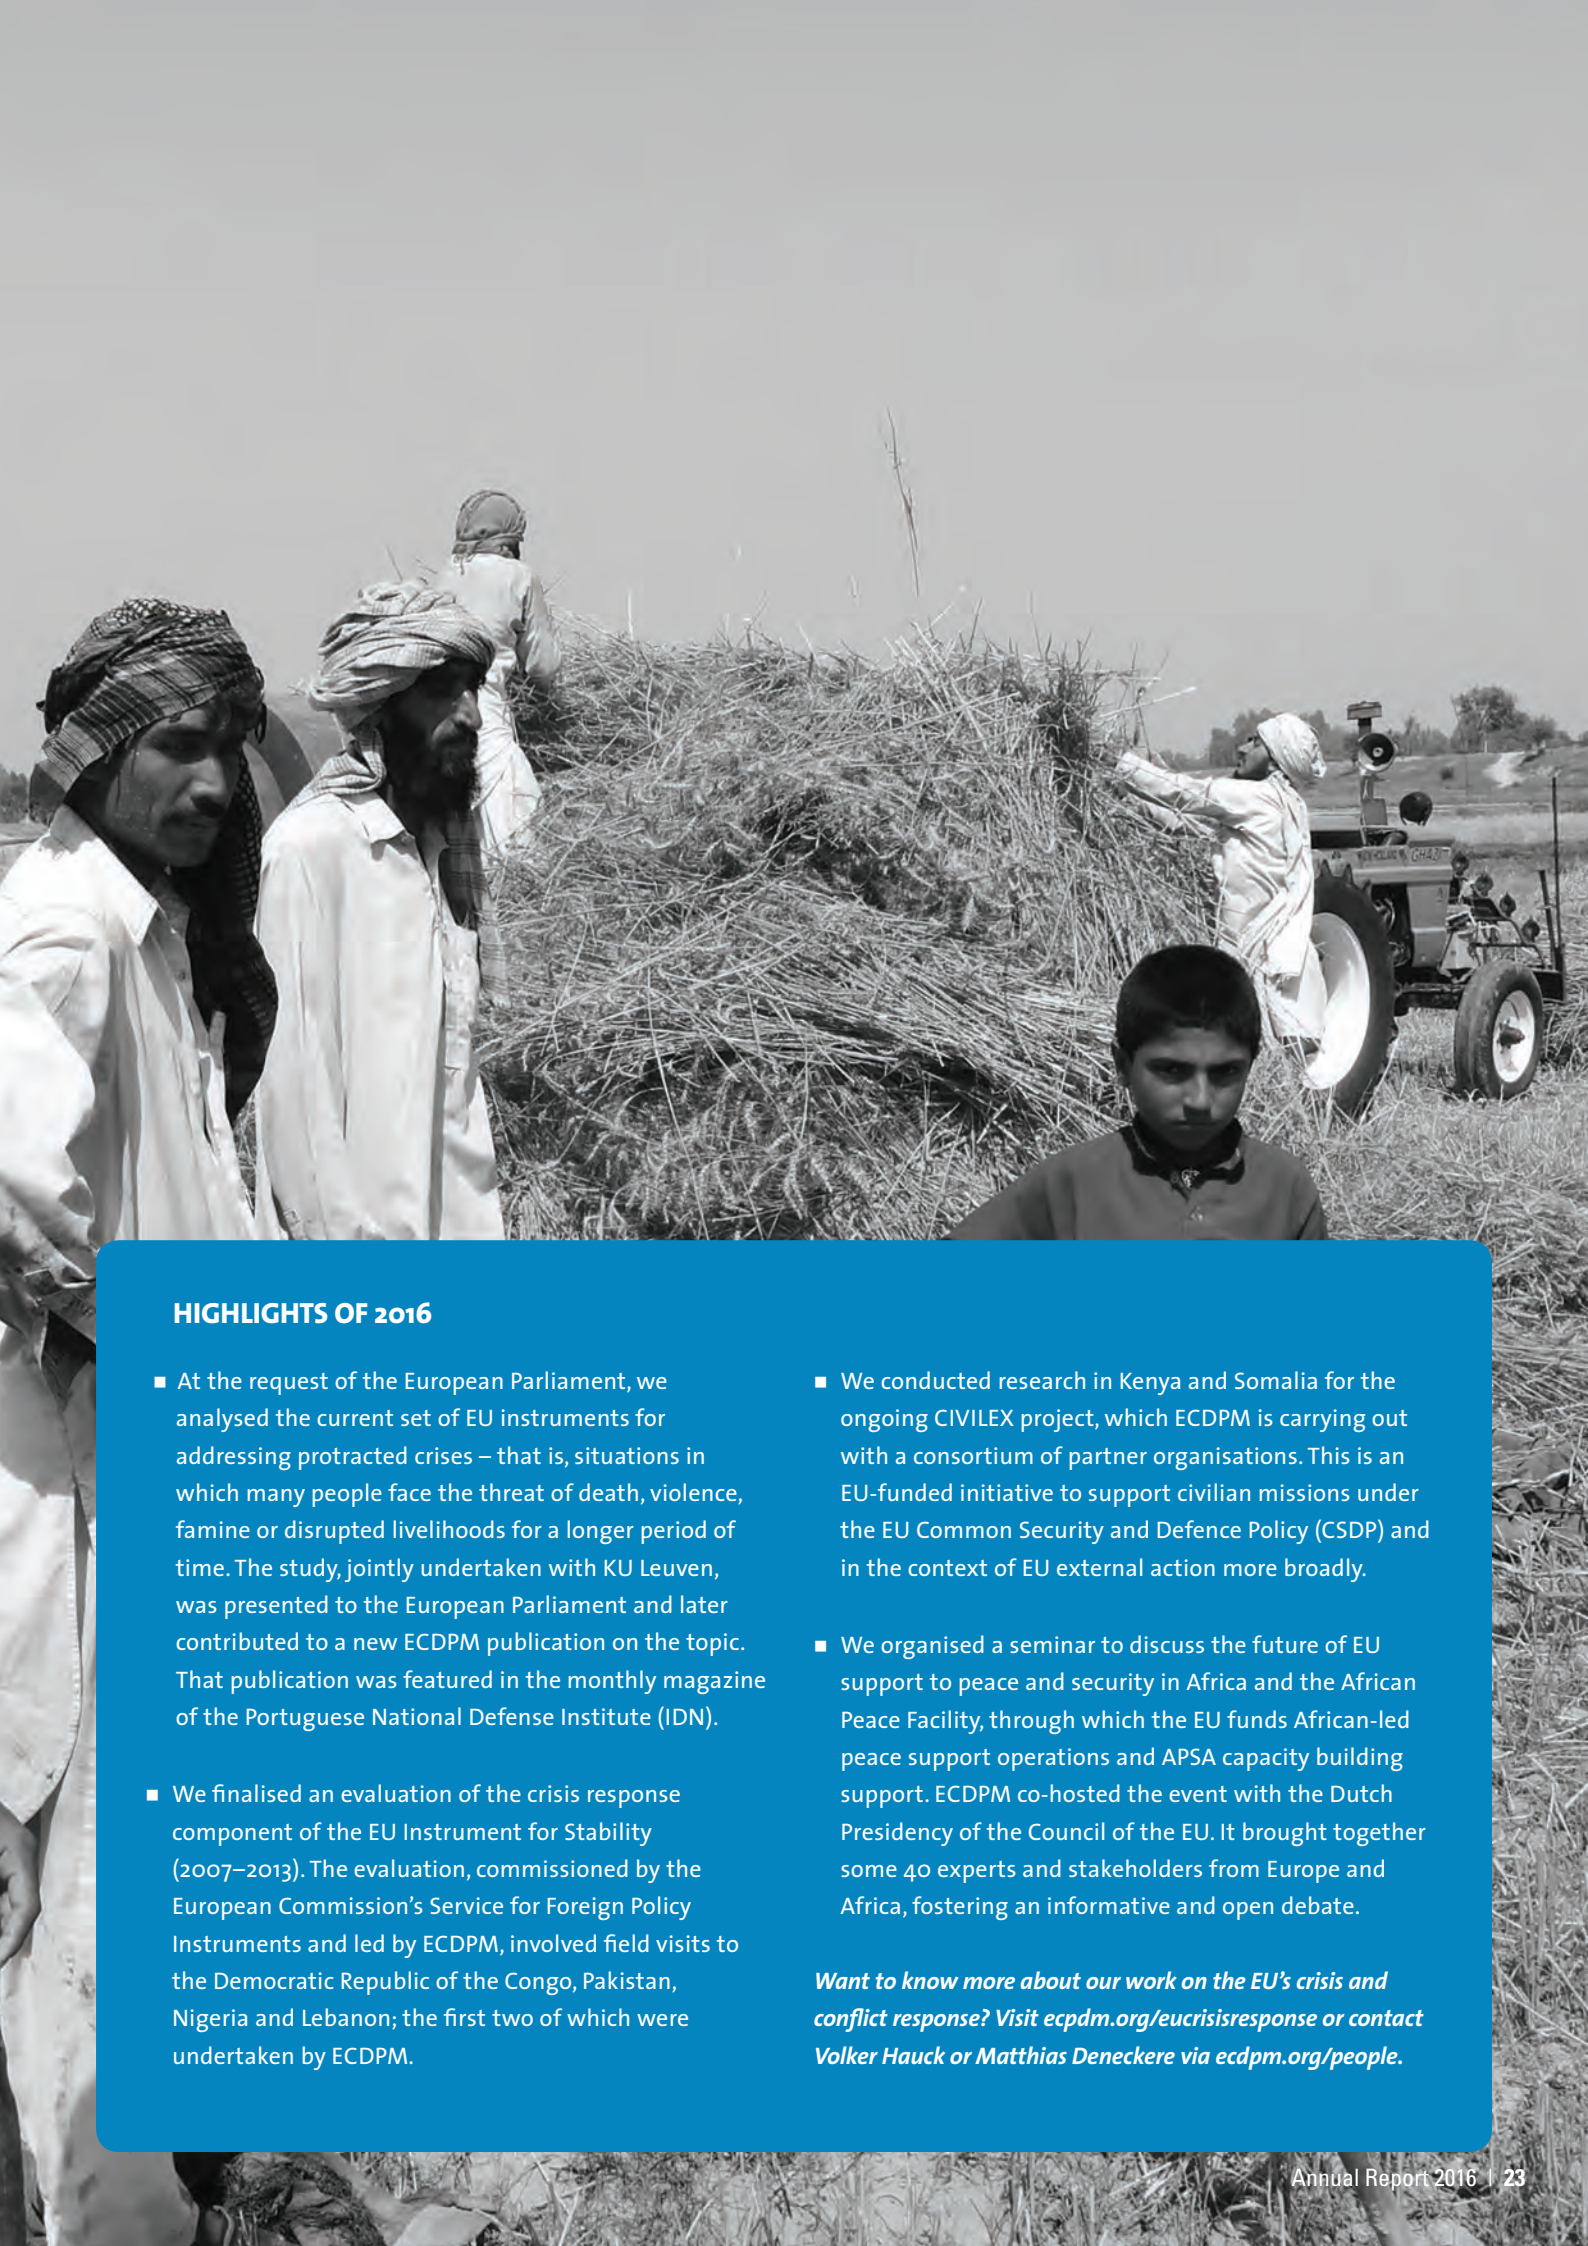 GHAZI
HIGHLIGHTS OF 2016
■ At the request of the European Parliament, we
analysed the current set of EU instruments for
addressing protracted crises – that is, situations in
which many people face the threat of death, violence,
famine or disrupted livelihoods for a longer period of
time. The study, jointly undertaken with KU Leuven,
was presented to the European Parliament and later
contributed to a new ECDPM publication on the topic.
That publication was featured in the monthly magazine
of the Portuguese National Defense Institute (IDN).
■ We finalised an evaluation of the crisis response
component of the EU Instrument for Stability
(2007–2013). The evaluation, commissioned by the
European Commission’s Service for Foreign Policy
Instruments and led by ECDPM, involved field visits to
the Democratic Republic of the Congo, Pakistan,
Nigeria and Lebanon; the first two of which were
undertaken by ECDPM.
■ We conducted research in Kenya and Somalia for the
ongoing CIVILEX project, which ECDPM is carrying out
with a consortium of partner organisations. This is an
EU-funded initiative to support civilian missions under
the EU Common Security and Defence Policy (CSDP) and
in the context of EU external action more broadly.
■ We organised a seminar to discuss the future of EU
support to peace and security in Africa and the African
Peace Facility, through which the EU funds African-led
peace support operations and APSA capacity building
support. ECDPM co-hosted the event with the Dutch
Presidency of the Council of the EU. It brought together
some 40 experts and stakeholders from Europe and
Africa, fostering an informative and open debate.
Want to know more about our work on the EU’s crisis and
conflict response? Visit ecpdm.org/eucrisisresponse or contact
Volker Hauck or Matthias Deneckere via ecdpm.org/people.
Annual Report 2016 | 23